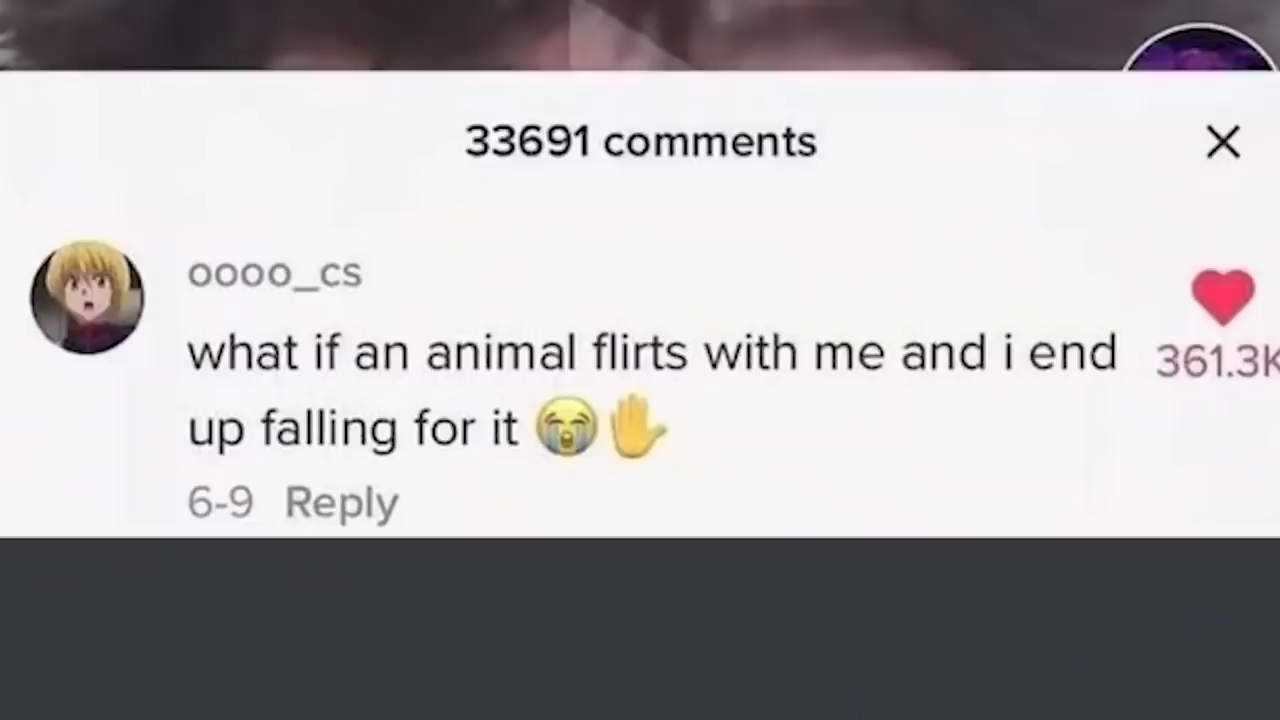 33691 comments
oooo_cs
what if an animal flirts with me and i end
up falling for it 😭✋
361.3K
6-9 Reply